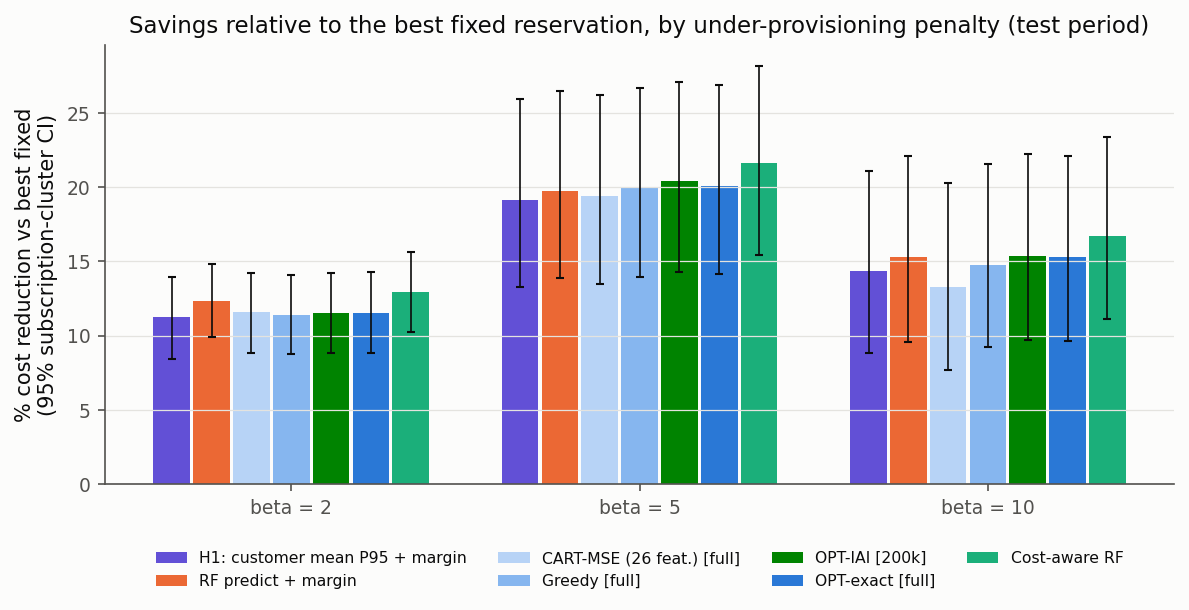 Savings relative to the best fixed reservation, by under-provisioning penalty (test period)
% cost reduction vs best fixed
(95% subscription-cluster CI)
25
20
15
10
5
0
beta = 2
beta = 5
beta = 10
H1: customer mean P95 + margin
RF predict + margin
CART-MSE (26 feat.) [full]
Greedy [full]
OPT-IAI [200k]
OPT-exact [full]
Cost-aware RF